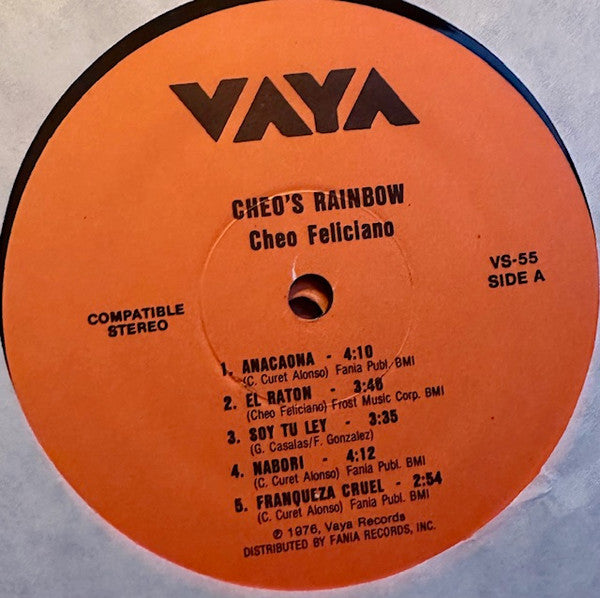 VAYA
CHEO'S RAINBOW
Cheo Feliciano
VS-55
SIDE A
COMPATIBLE
STEREO
1. ANACAONA - 4:10
(C. Curet Alonso) Fania Publ. BMI
2. EL RATON - 3:46
(Cheo Feliciano) Frost Music Corp. BMI
3. SOY TU LEY - 3:35
(G. Casalas/F. Gonzalez)
4. NABORI - 4:12
(C. Curet Alonso) Fania Publ. BMI
5. FRANQUEZA CRUEL - 2:54
(C. Curet Alonso) Fania Publ. BMI
℗ 1976, Vaya Records
DISTRIBUTED BY FANIA RECORDS, INC.